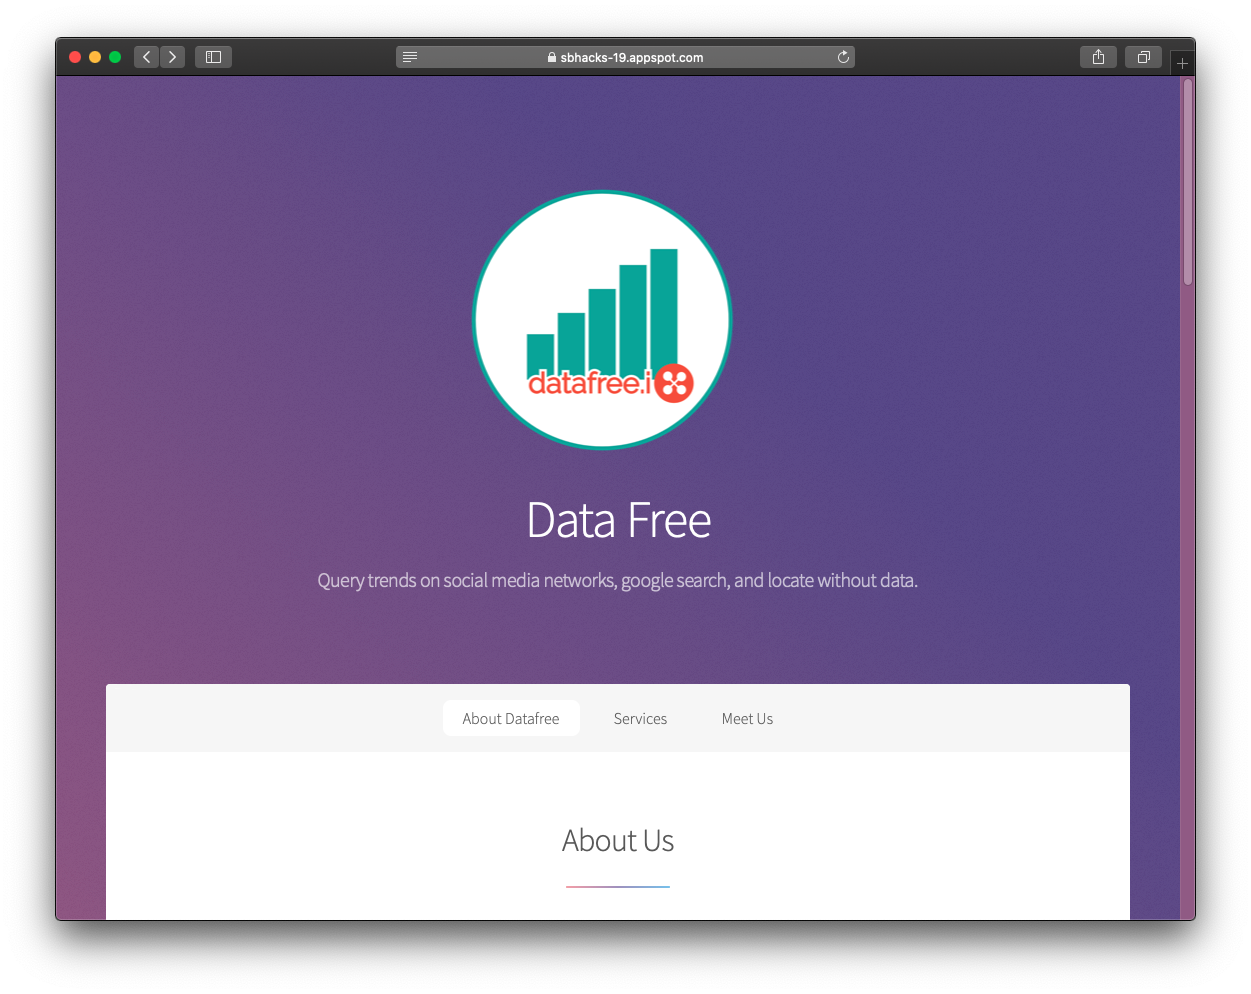 sbhacks-19.appspot.com
datafree.i
Data Free
Query trends on social media networks, google search, and locate without data.
About Datafree
Services
Meet Us
About Us